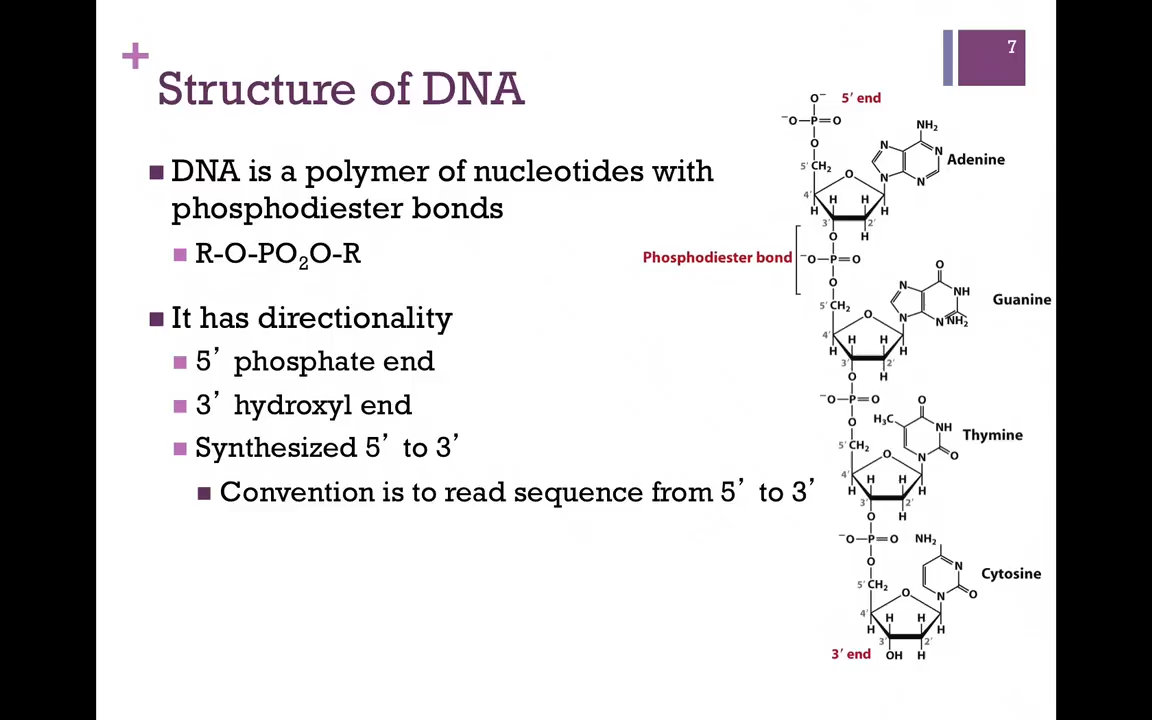 +
7
Structure of DNA
■ DNA is a polymer of nucleotides with
phosphodiester bonds
■ R-O-PO₂O-R
■ It has directionality
■ 5’ phosphate end
■ 3’ hydroxyl end
■ Synthesized 5’ to 3’
■ Convention is to read sequence from 5’ to 3’
O⁻ 5′ end
⁻O—P=O
NH₂
O
N
N
Adenine
5′ CH₂
O
N
N
4′
H
H
H
H
3′
2′
O
H
Phosphodiester bond
⁻O—P=O
O
O
5′ CH₂
N
NH
Guanine
O
N
N
NH₂
4′
H
H
H
H
3′
2′
O
H
⁻O—P=O
O
O
H₃C
NH
Thymine
5′ CH₂
O
N
O
4′
H
H
H
H
3′
2′
O
H
⁻O—P=O
NH₂
O
N
Cytosine
5′ CH₂
O
N
O
4′
H
H
H
H
3′
2′
3′ end
OH
H